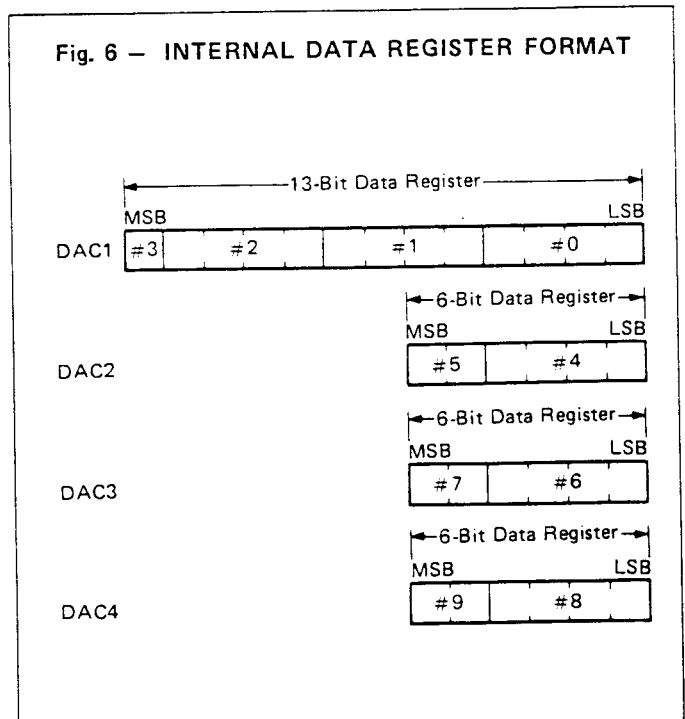 Fig. 6 – INTERNAL DATA REGISTER FORMAT
13-Bit Data Register
MSB LSB
DAC1 #3 #2 #1 #0
6-Bit Data Register
MSB LSB
DAC2 #5 #4
6-Bit Data Register
MSB LSB
DAC3 #7 #6
6-Bit Data Register
MSB LSB
DAC4 #9 #8